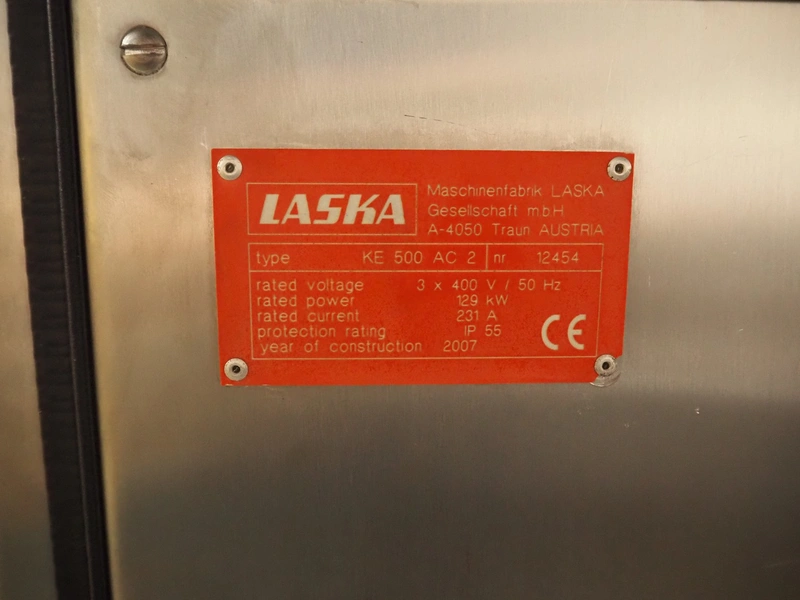 LASKA
Maschinenfabrik LASKA
Gesellschaft m.b.H
A-4050 Traun AUSTRIA
type KE 500 AC 2 nr 12454
rated voltage 3 x 400 V / 50 Hz
rated power 129 kW
rated current 231 A
protection rating IP 55
year of construction 2007
CE